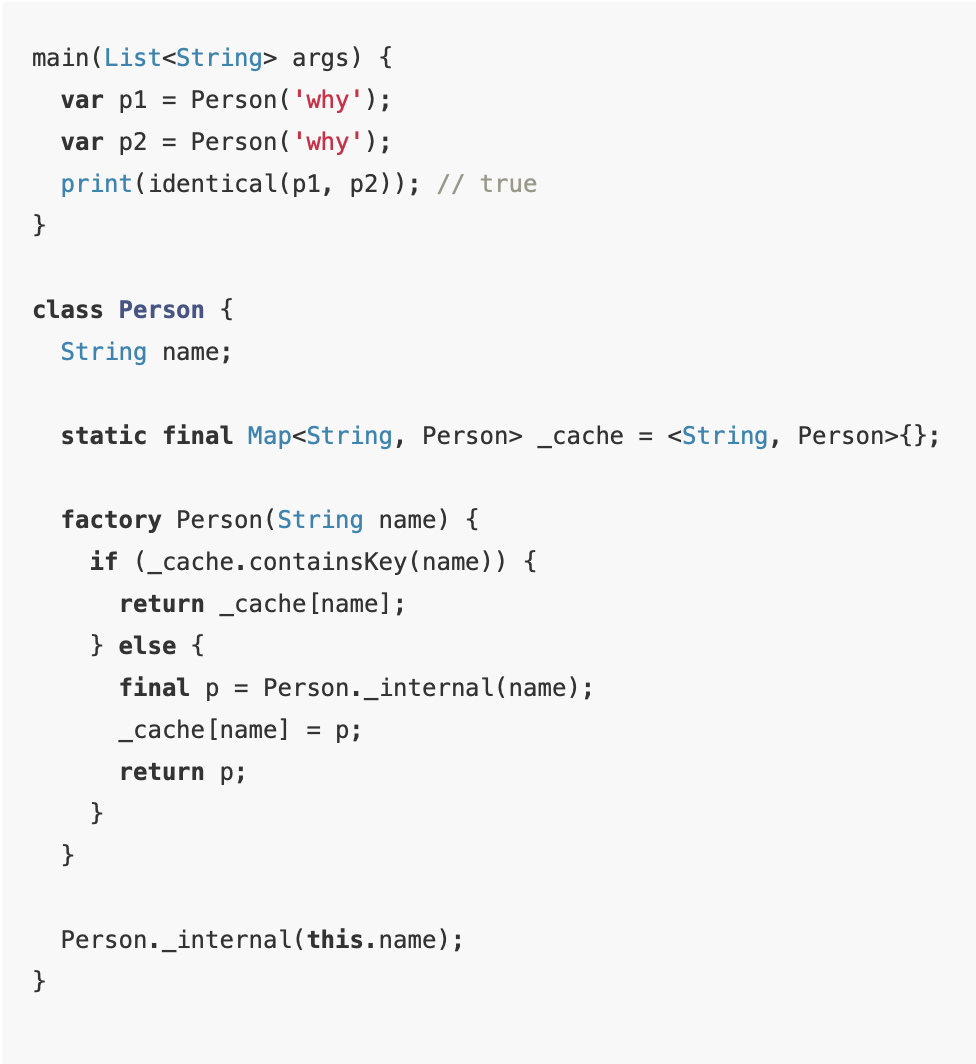 main(List<String> args) {
  var p1 = Person('why');
  var p2 = Person('why');
  print(identical(p1, p2)); // true
}

class Person {
  String name;

  static final Map<String, Person> _cache = <String, Person>{};

  factory Person(String name) {
    if (_cache.containsKey(name)) {
      return _cache[name];
    } else {
      final p = Person._internal(name);
      _cache[name] = p;
      return p;
    }
  }

  Person._internal(this.name);
}